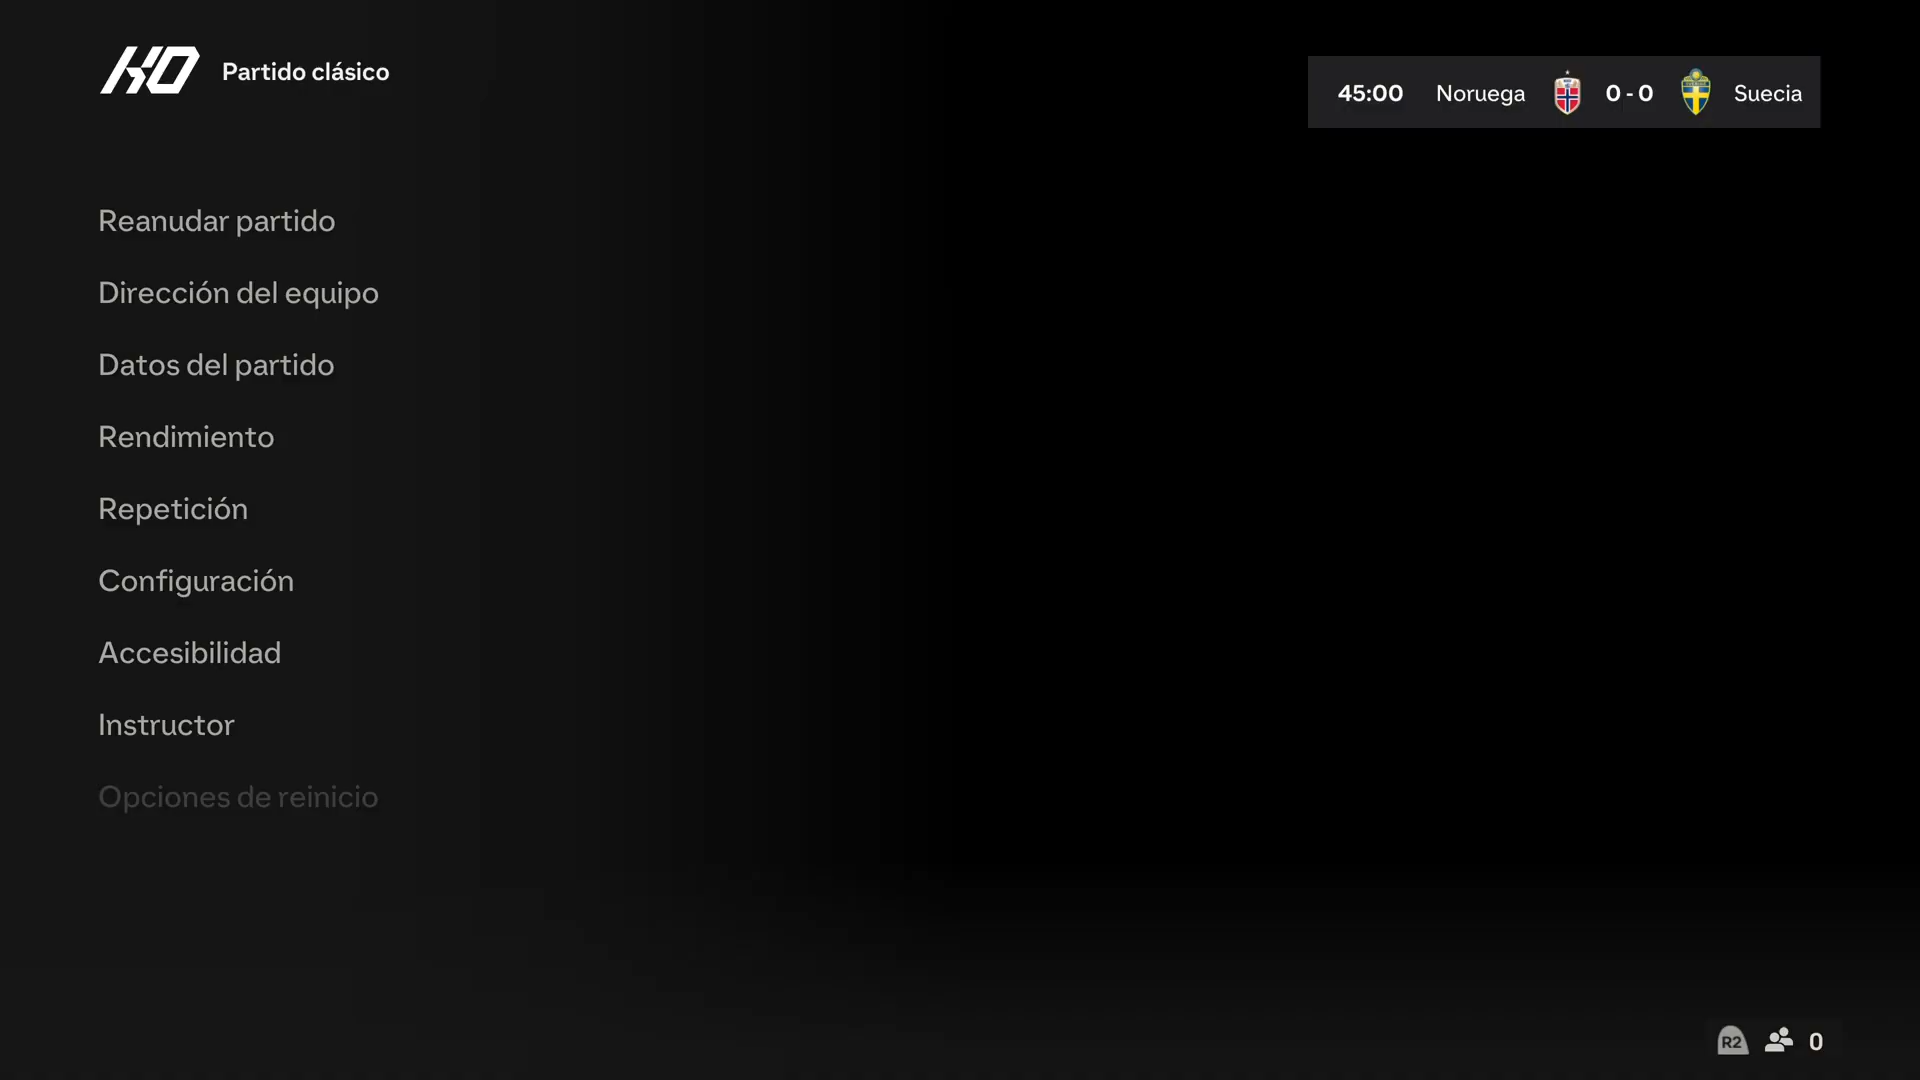 KO Partido clásico
45:00 Noruega 0 - 0 Suecia
Reanudar partido
Dirección del equipo
Datos del partido
Rendimiento
Repetición
Configuración
Accesibilidad
Instructor
Opciones de reinicio
R2 0